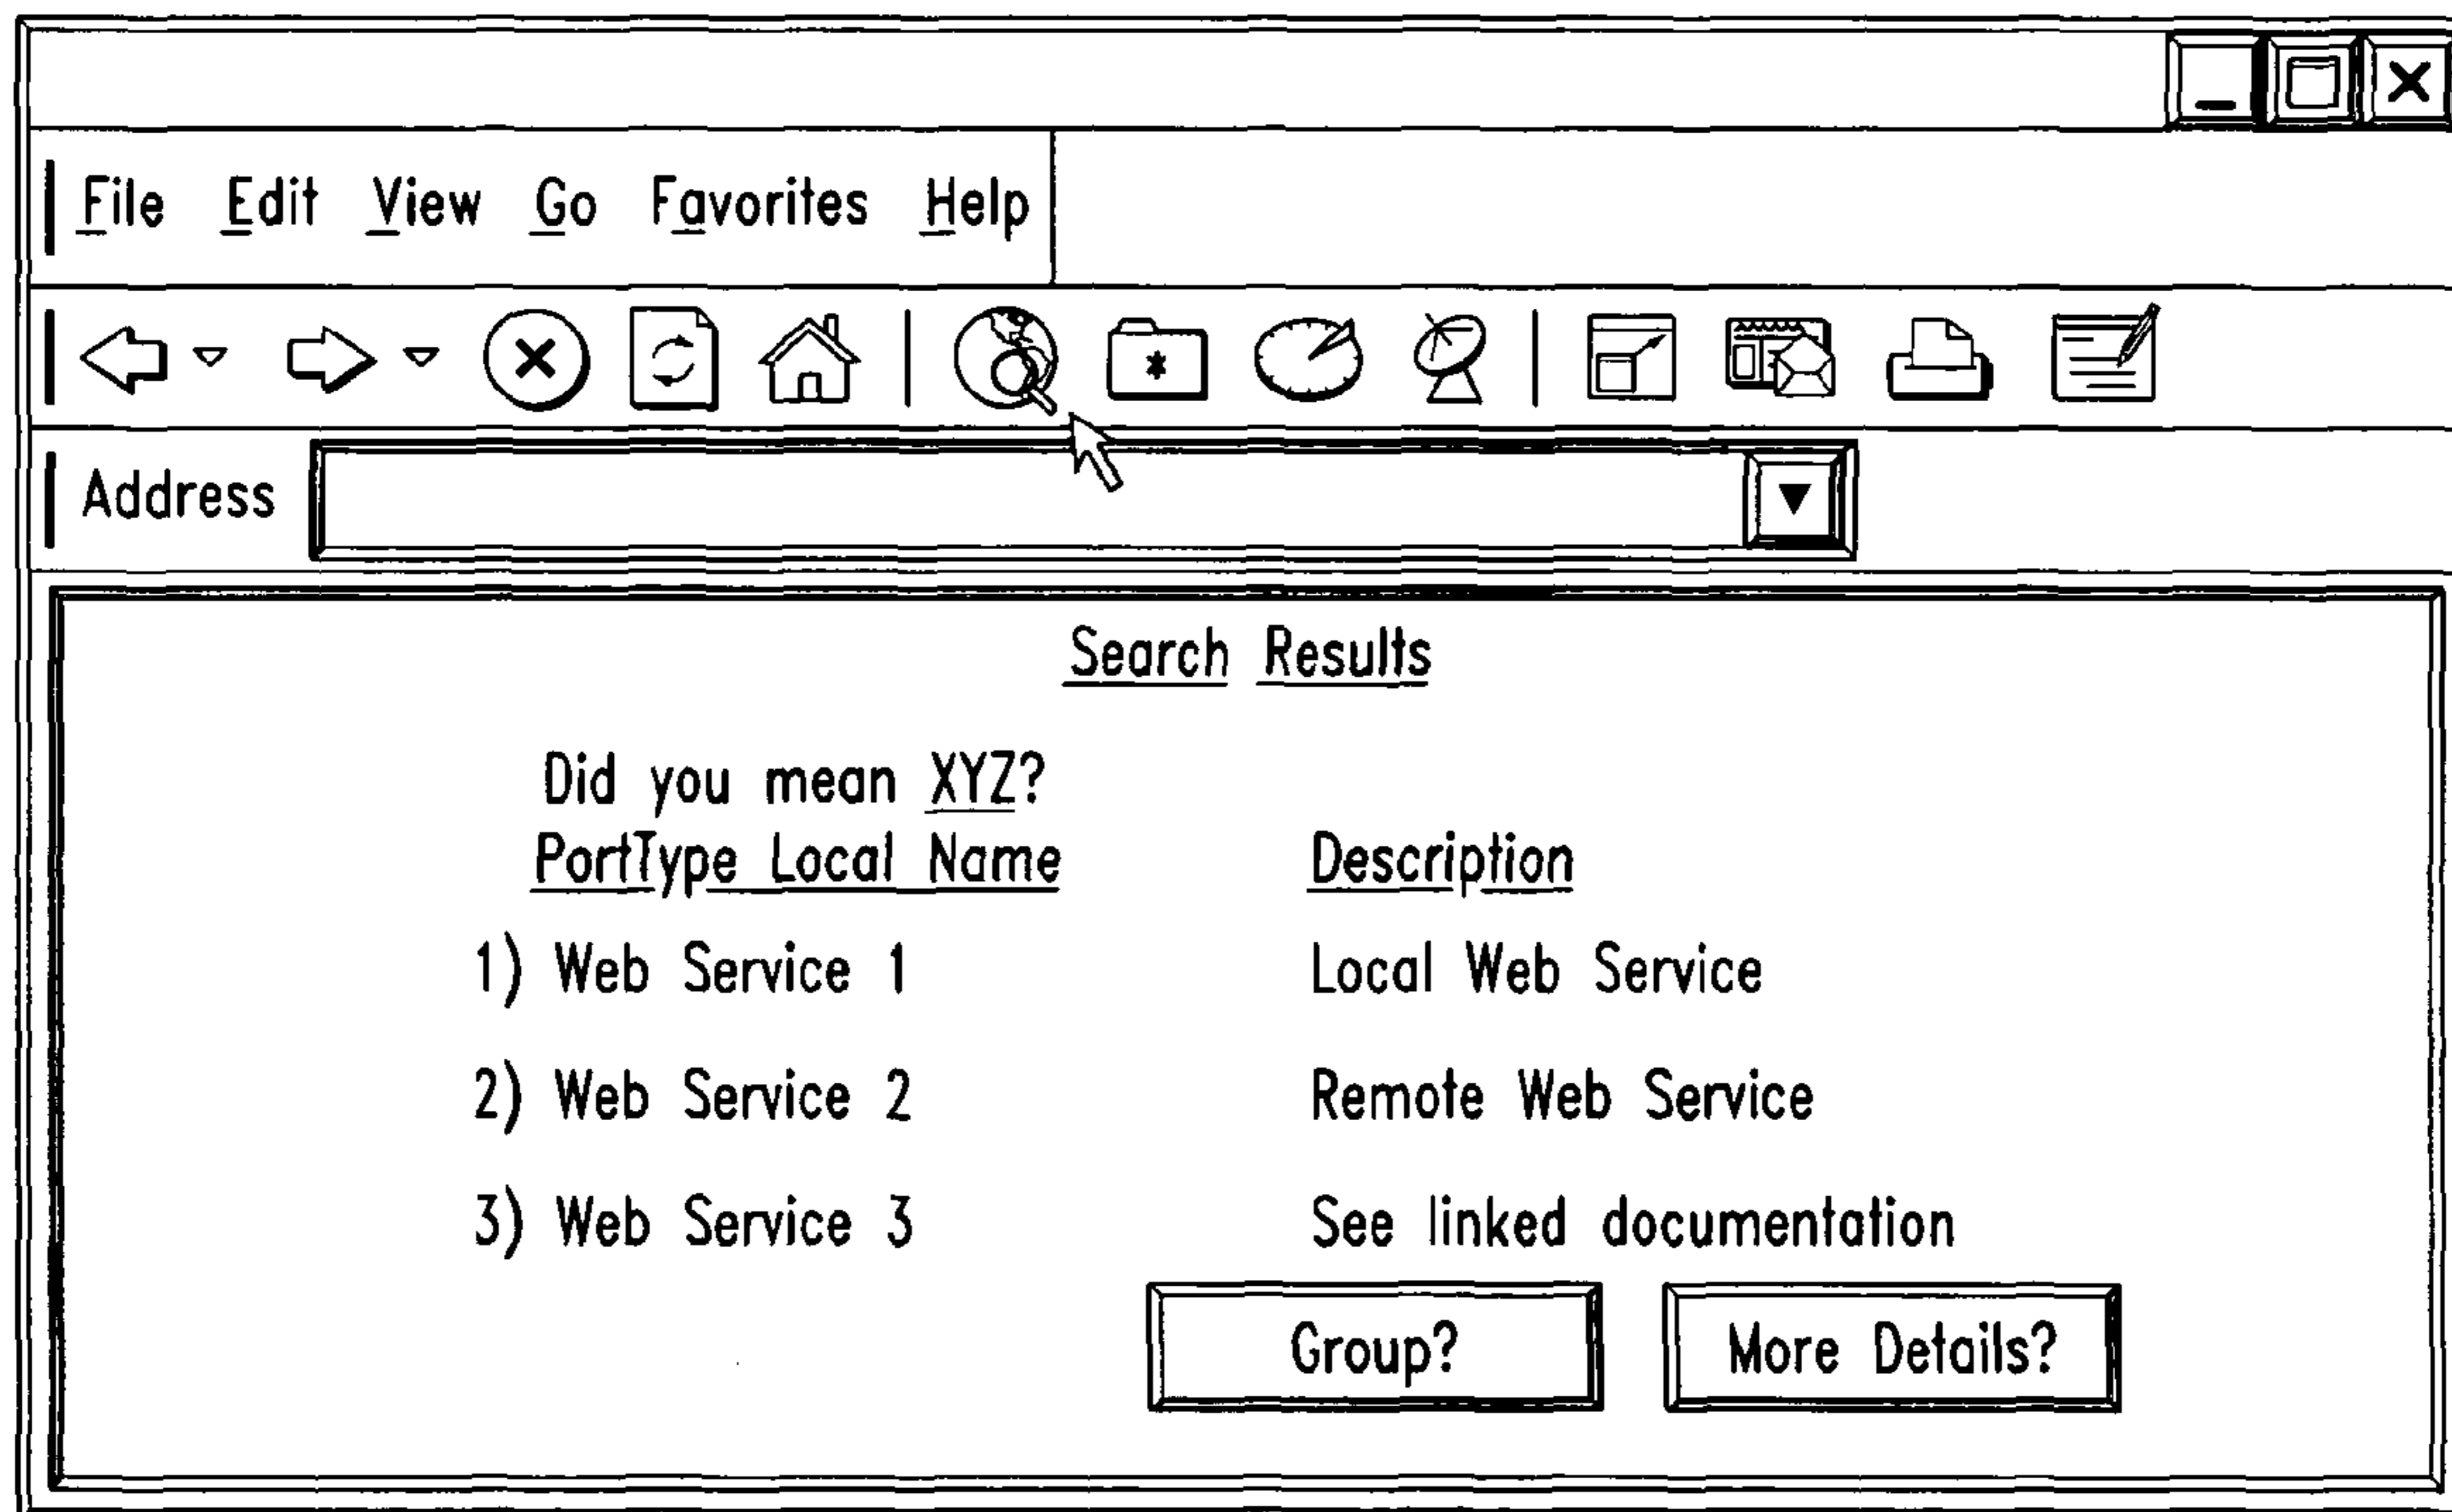 File Edit View Go Favorites Help
Address
Search Results
Did you mean XYZ?
PortType Local Name Description
1) Web Service 1 Local Web Service
2) Web Service 2 Remote Web Service
3) Web Service 3 See linked documentation
Group? More Details?